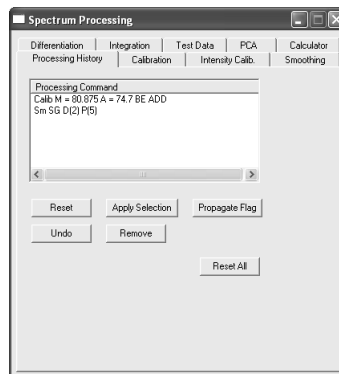 Spectrum Processing
Differentiation Integration Test Data PCA Calculator
Processing History Calibration Intensity Calib. Smoothing
Processing Command
Calib M = 80.875 A = 74.7 BE ADD
Sm SG D(2) P(5)
Reset Apply Selection Propagate Flag
Undo Remove
Reset All